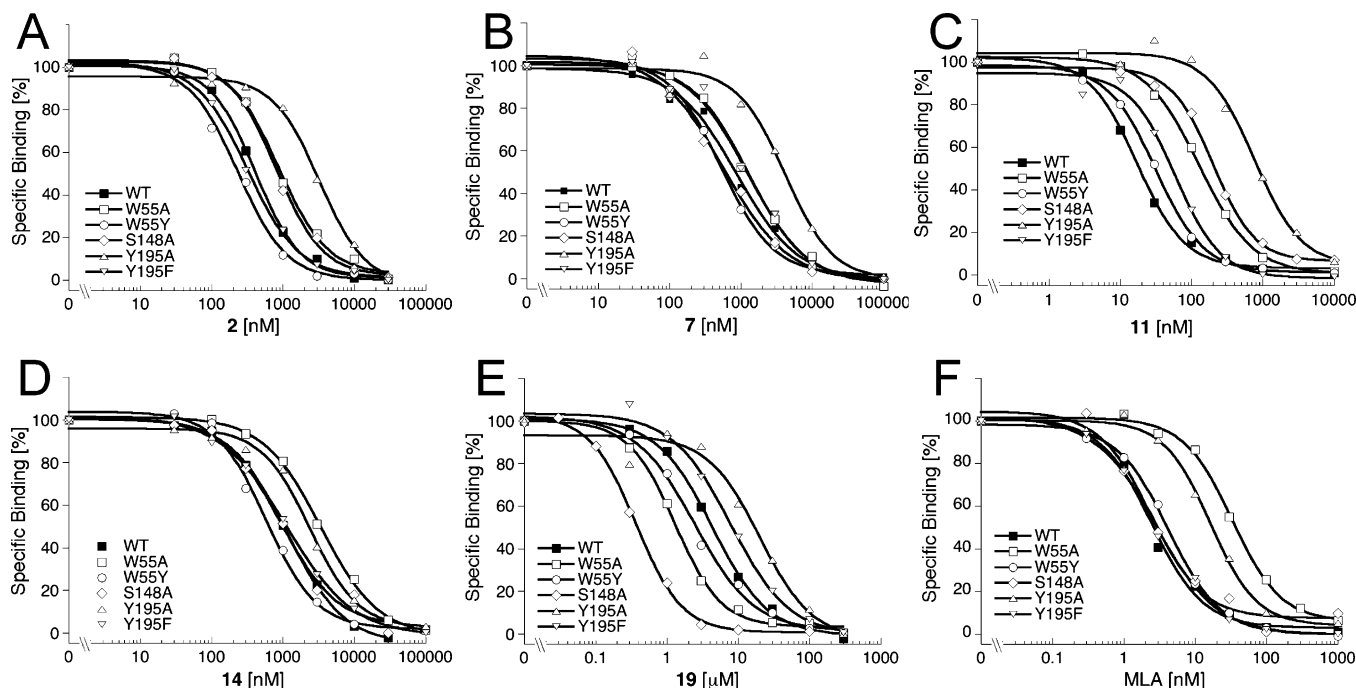 A
Specific Binding [%]
100
80
60
40
20
0
WT
W55A
W55Y
S148A
Y195A
Y195F
0 10 100 1000 10000 100000
2 [nM]
B
Specific Binding [%]
100
80
60
40
20
0
WT
W55A
W55Y
S148A
Y195A
Y195F
0 10 100 1000 10000 100000
7 [nM]
C
Specific Binding [%]
100
80
60
40
20
0
WT
W55A
W55Y
S148A
Y195A
Y195F
0 1 10 100 1000 10000
11 [nM]
D
Specific Binding [%]
100
80
60
40
20
0
WT
W55A
W55Y
S148A
Y195A
Y195F
0 10 100 1000 10000 100000
14 [nM]
E
Specific Binding [%]
100
80
60
40
20
0
WT
W55A
W55Y
S148A
Y195A
Y195F
0 0.1 1 10 100 1000
19 [µM]
F
Specific Binding [%]
100
80
60
40
20
0
WT
W55A
W55Y
S148A
Y195A
Y195F
0 0.1 1 10 100 1000
MLA [nM]